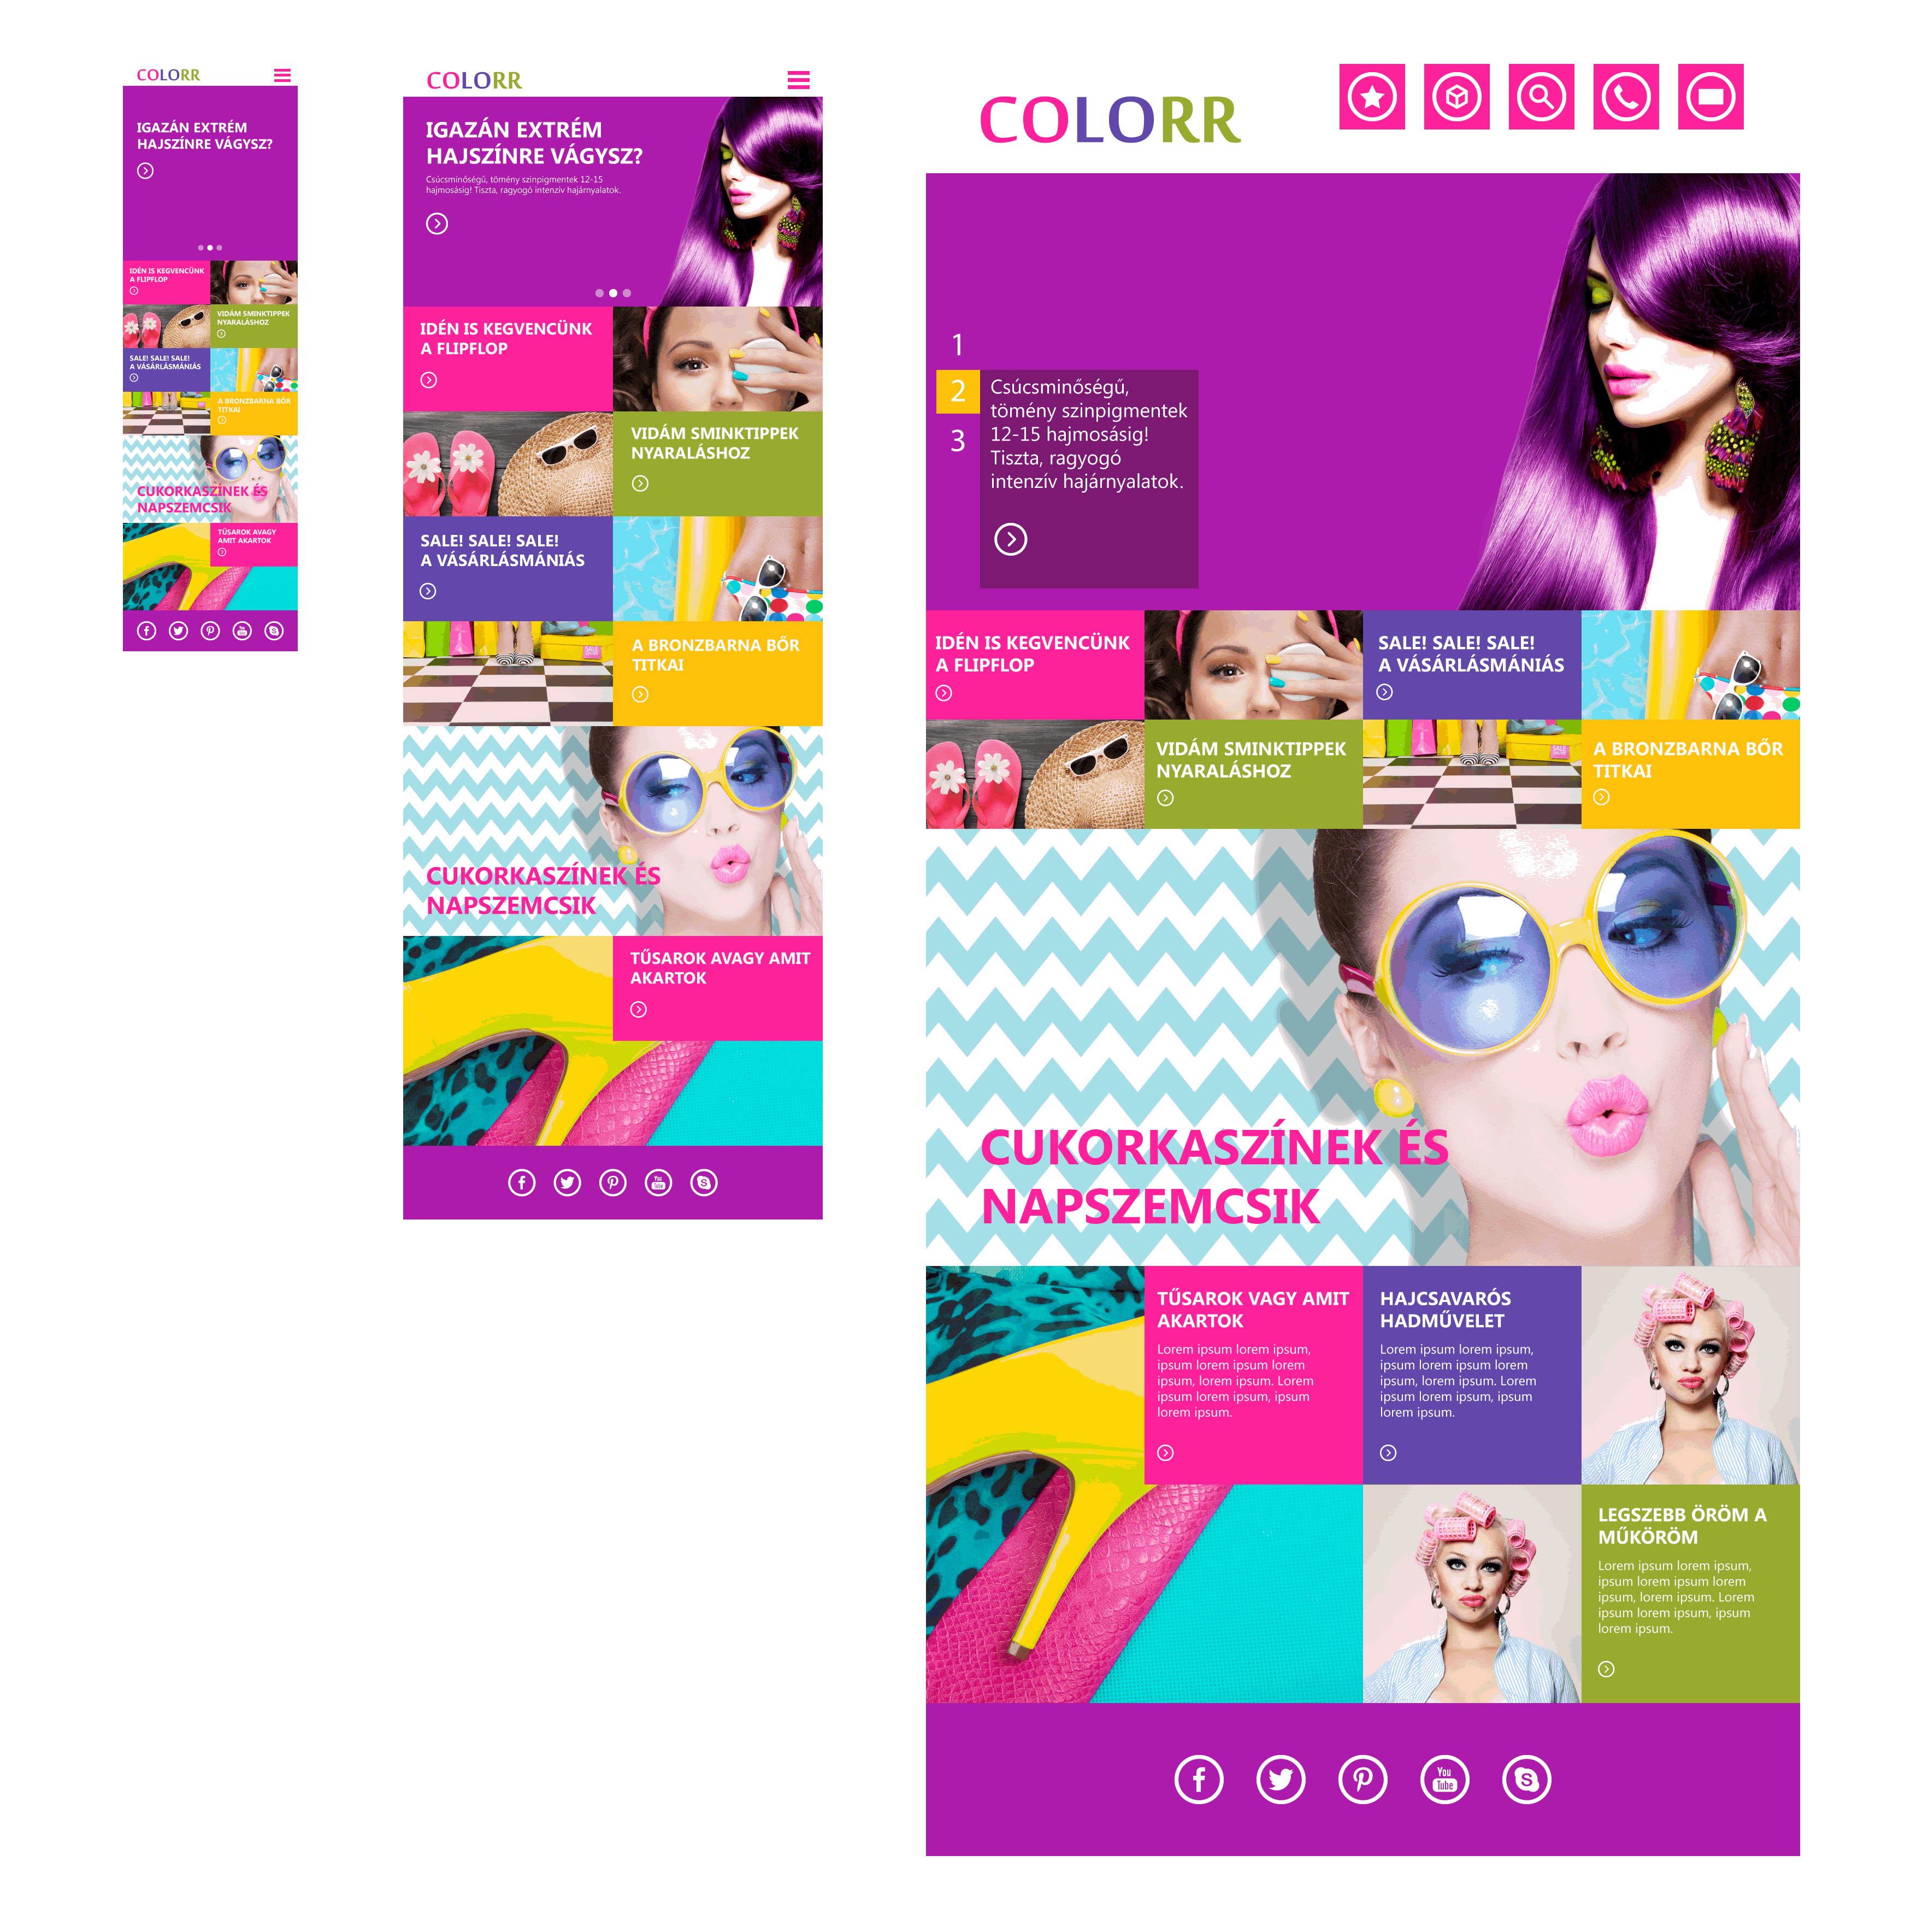 COLORR
IGAZÁN EXTRÉM
HAJSZÍNRE VÁGYSZ?
IDÉN IS KEGVENCÜNK
A FLIPFLOP
VIDÁM SMINKTIPPEK
NYARALÁSHOZ
SALE! SALE! SALE!
A VÁSÁRLÁSMÁNIÁS
A BRONZBARNA BŐR
TITKAI
CUKORKASZÍNEK ÉS
NAPSZEMCSIK
TŰSAROK AVAGY
AMIT AKARTOK
You
Tube
COLORR
IGAZÁN EXTRÉM
HAJSZÍNRE VÁGYSZ?
Csúcsminőségű, tömény szinpigmentek 12-15
hajmosásig! Tiszta, ragyogó intenzív hajárnyalatok.
IDÉN IS KEGVENCÜNK
A FLIPFLOP
VIDÁM SMINKTIPPEK
NYARALÁSHOZ
SALE! SALE! SALE!
A VÁSÁRLÁSMÁNIÁS
SALE
A BRONZBARNA BŐR
TITKAI
CUKORKASZÍNEK ÉS
NAPSZEMCSIK
TŰSAROK AVAGY AMIT
AKARTOK
You
Tube
COLORR
1
2
3
Csúcsminőségű,
tömény szinpigmentek
12-15 hajmosásig!
Tiszta, ragyogó
intenzív hajárnyalatok.
IDÉN IS KEGVENCÜNK
A FLIPFLOP
SALE! SALE! SALE!
A VÁSÁRLÁSMÁNIÁS
VIDÁM SMINKTIPPEK
NYARALÁSHOZ
SALE
A BRONZBARNA BŐR
TITKAI
CUKORKASZÍNEK ÉS
NAPSZEMCSIK
TŰSAROK VAGY AMIT
AKARTOK
Lorem ipsum lorem ipsum,
ipsum lorem ipsum lorem
ipsum, lorem ipsum. Lorem
ipsum lorem ipsum, ipsum
lorem ipsum.
HAJCSAVARÓS
HADMŰVELET
Lorem ipsum lorem ipsum,
ipsum lorem ipsum lorem
ipsum, lorem ipsum. Lorem
ipsum lorem ipsum, ipsum
lorem ipsum.
LEGSZEBB ÖRÖM A
MŰKÖRÖM
Lorem ipsum lorem ipsum,
ipsum lorem ipsum lorem
ipsum, lorem ipsum. Lorem
ipsum lorem ipsum, ipsum
lorem ipsum.
You
Tube